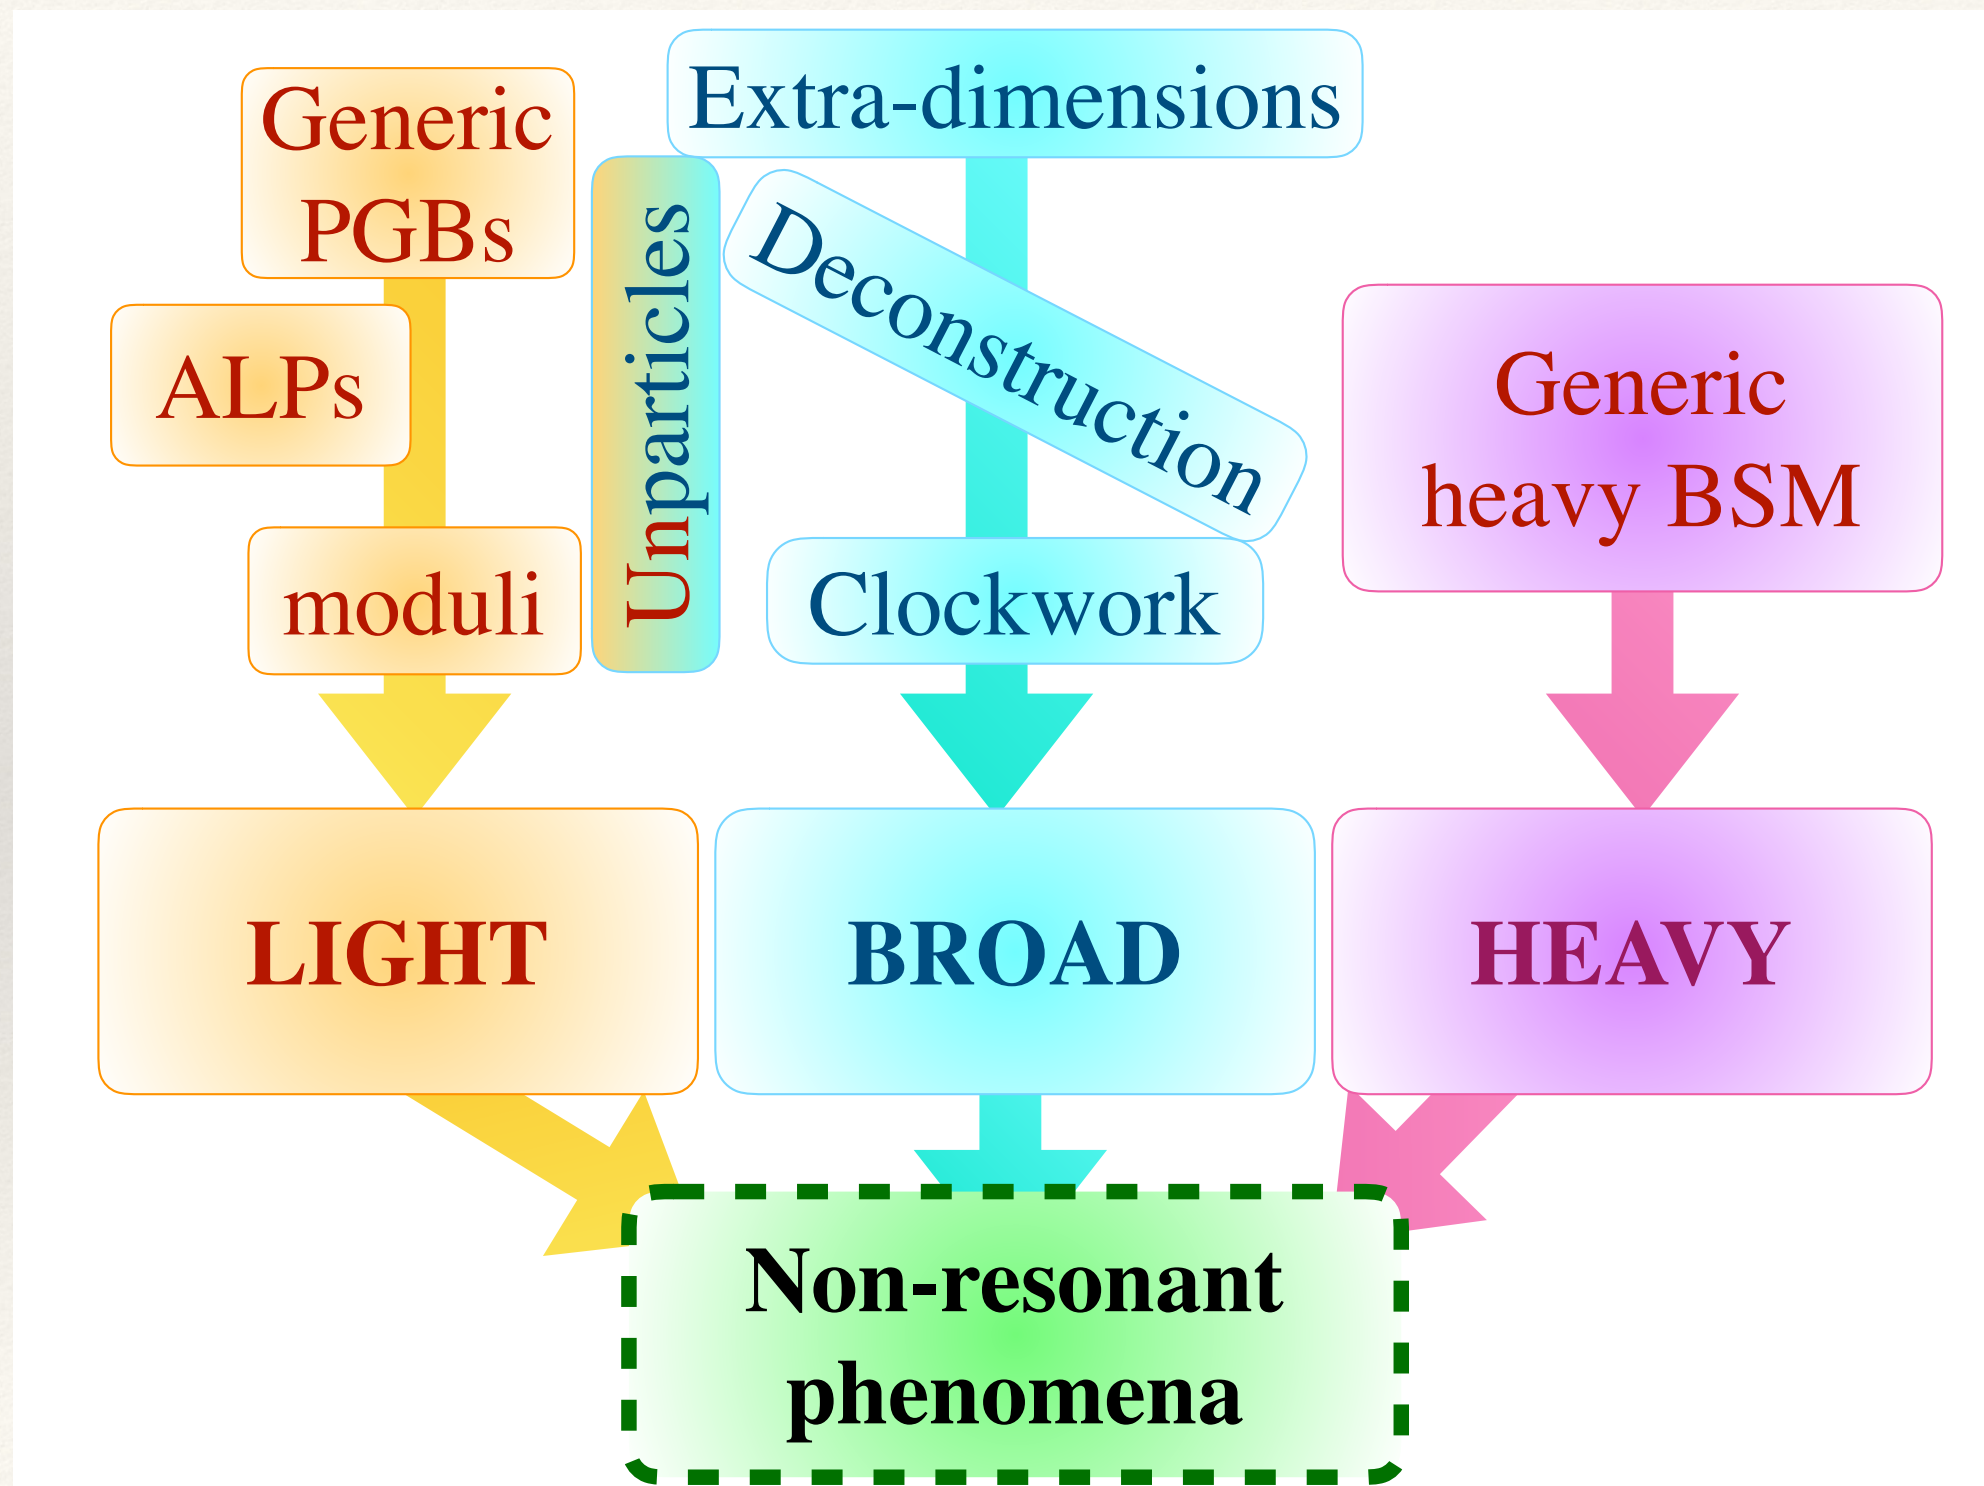 Generic
PGBs
ALPs
moduli
Unparticles
Extra-dimensions
Deconstruction
Clockwork
Generic
heavy BSM
LIGHT
BROAD
HEAVY
Non-resonant
phenomena